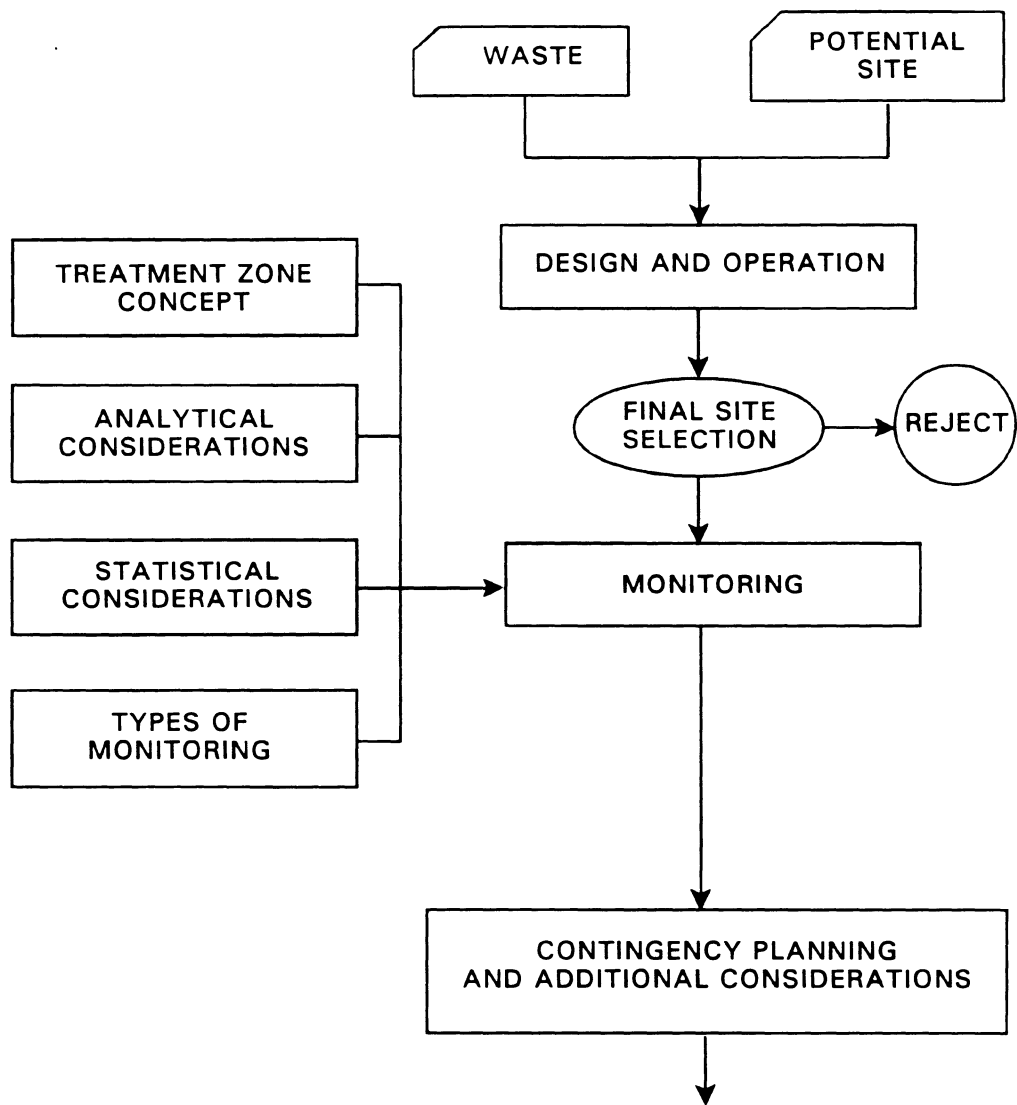 WASTE
POTENTIAL
SITE
DESIGN AND OPERATION
TREATMENT ZONE
CONCEPT
ANALYTICAL
CONSIDERATIONS
FINAL SITE
SELECTION
REJECT
STATISTICAL
CONSIDERATIONS
MONITORING
TYPES OF
MONITORING
CONTINGENCY PLANNING
AND ADDITIONAL CONSIDERATIONS